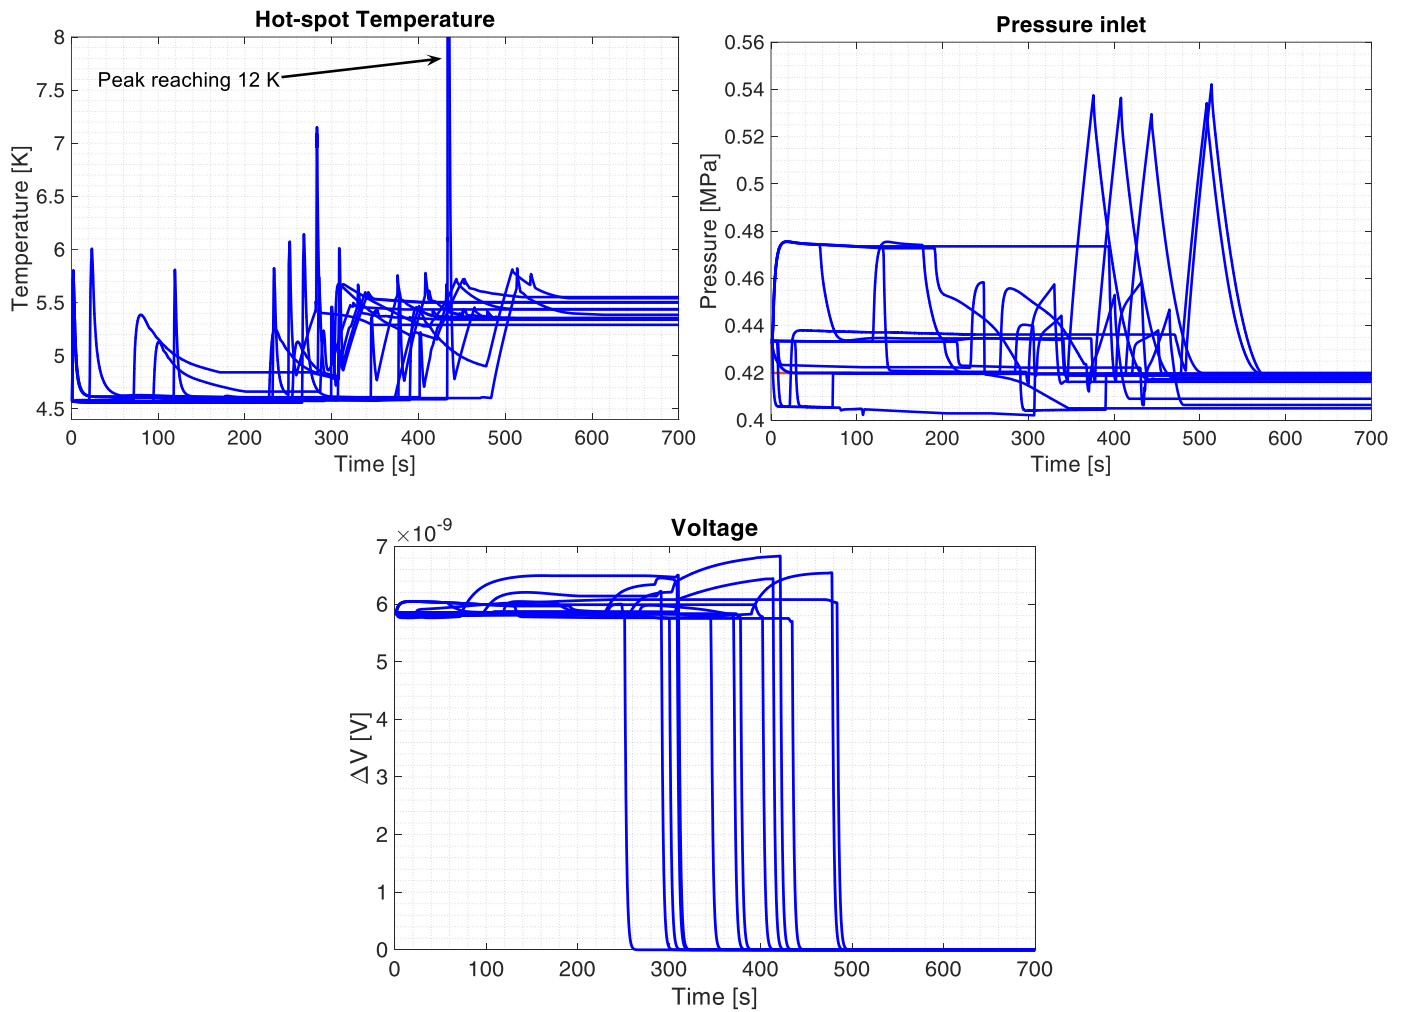 Hot-spot Temperature
8
7.5
7
6.5
6
5.5
5
4.5
Temperature [K]
Peak reaching 12 K
0 100 200 300 400 500 600 700
Time [s]
Pressure inlet
0.56
0.54
0.52
0.5
0.48
0.46
0.44
0.42
0.4
Pressure [MPa]
0 100 200 300 400 500 600 700
Time [s]
Voltage
×10⁻⁹
7
6
5
4
3
2
1
0
ΔV [V]
0 100 200 300 400 500 600 700
Time [s]